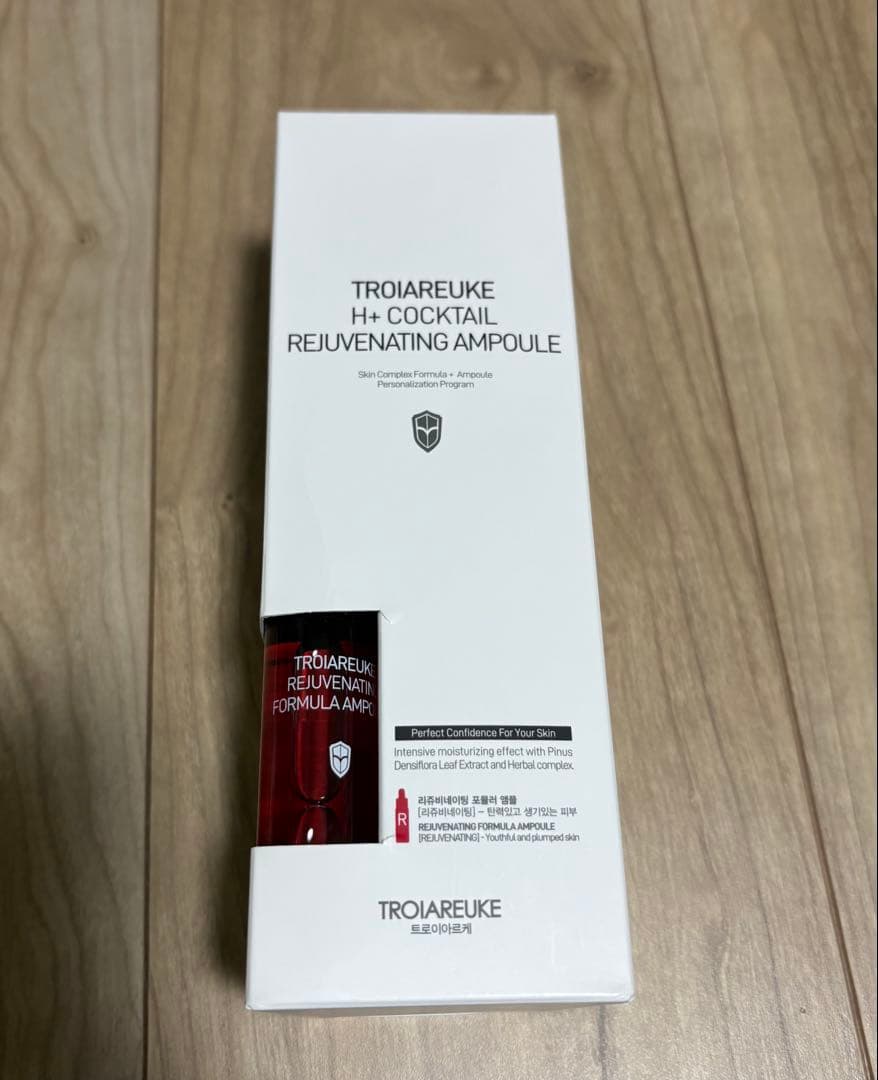 TROIAREUKE
H+ COCKTAIL
REJUVENATING AMPOULE
Skin Complex Formula + Ampoule
Personalization Program
TROIAREUKE
REJUVENATIN
FORMULA AMPO
Perfect Confidence For Your Skin
Intensive moisturizing effect with Pinus
Densiflora Leaf Extract and Herbal complex.
R
리쥬비네이팅 포뮬러 앰플
[리쥬비네이팅] – 탄력있고 생기있는 피부
REJUVENATING FORMULA AMPOULE
[REJUVENATING] - Youthful and plumped skin
TROIAREUKE
트로이아르케